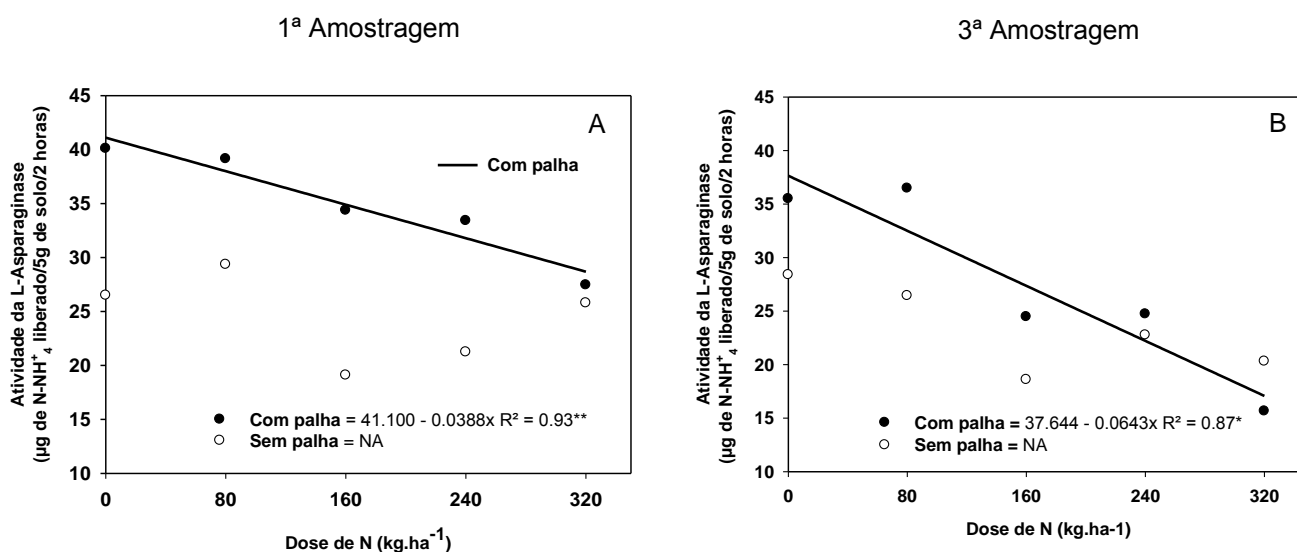 1ª Amostragem
3ª Amostragem
Atividade da L-Asparaginase
(µg de N-NH⁺₄ liberado/5g de solo/2 horas)
45
40
35
30
25
20
15
10
A
Com palha
Com palha = 41.100 - 0.0388x R² = 0.93**
Sem palha = NA
0 80 160 240 320
Dose de N (kg.ha⁻¹)
Atividade da L-Asparaginase
(µg de N-NH⁺₄ liberado/5g de solo/2 horas)
45
40
35
30
25
20
15
10
B
Com palha = 37.644 - 0.0643x R² = 0.87*
Sem palha = NA
0 80 160 240 320
Dose de N (kg.ha-1)